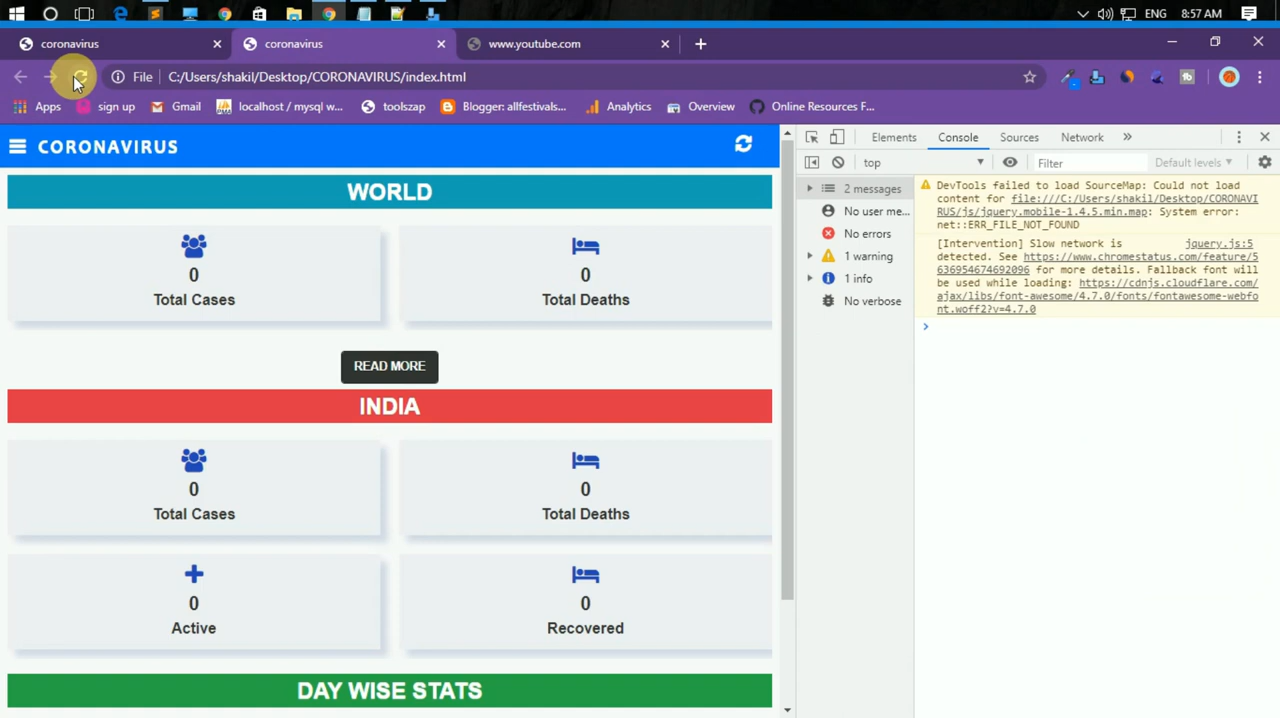 ENG 8:57 AM
coronavirus
coronavirus
www.youtube.com
File C:/Users/shakil/Desktop/CORONAVIRUS/index.html
Apps sign up Gmail localhost / mysql w... toolszap Blogger: allfestivals... Analytics Overview Online Resources F...
CORONAVIRUS
WORLD
0
Total Cases
0
Total Deaths
READ MORE
INDIA
0
Total Cases
0
Total Deaths
0
Active
0
Recovered
DAY WISE STATS
Elements Console Sources Network
top Filter Default levels
2 messages
No user me...
No errors
1 warning
1 info
No verbose
DevTools failed to load SourceMap: Could not load
content for file:///C:/Users/shakil/Desktop/CORONAVI
RUS/js/jquery.mobile-1.4.5.min.map: System error:
net::ERR_FILE_NOT_FOUND
[Intervention] Slow network is jquery.js:5
detected. See https://www.chromestatus.com/feature/5
636954674692096 for more details. Fallback font will
be used while loading: https://cdnjs.cloudflare.com/
ajax/libs/font-awesome/4.7.0/fonts/fontawesome-webfo
nt.woff2?v=4.7.0